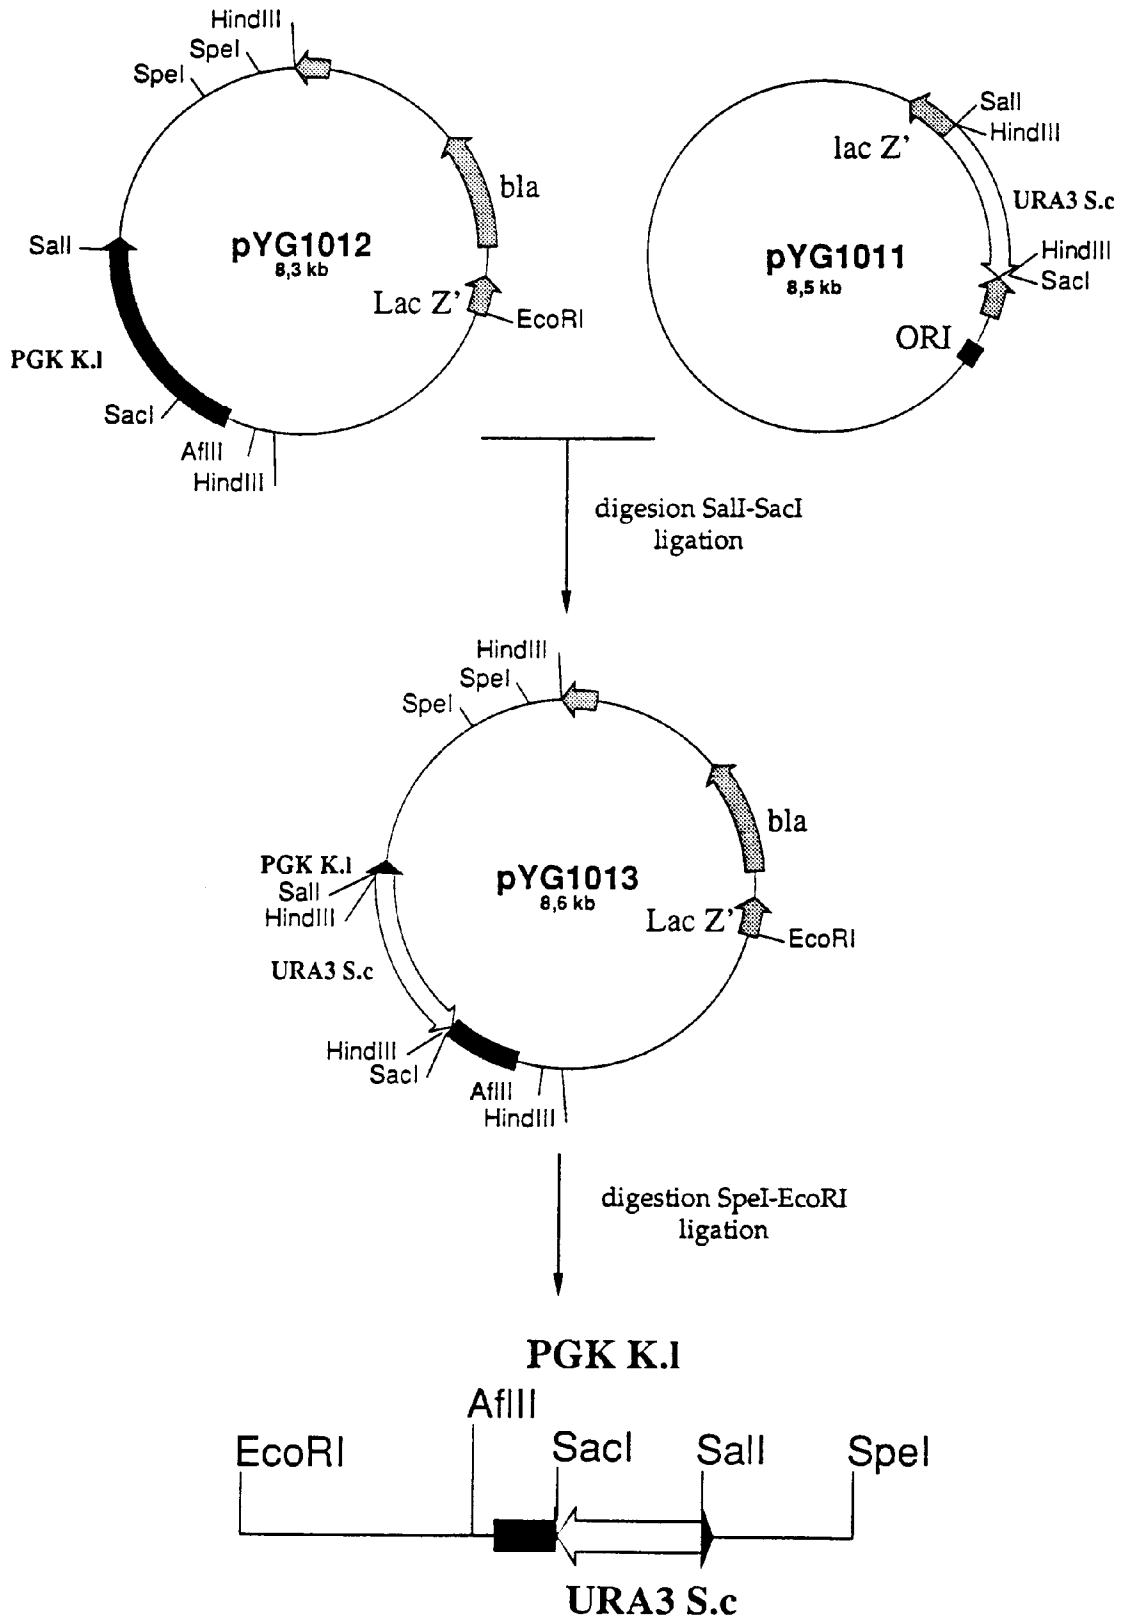 HindIII
SpeI
SpeI
SalI
pYG1012
8,3 kb
bla
Lac Z'
EcoRI
PGK K.l
SacI
AflII
HindIII
SalI
HindIII
lac Z'
URA3 S.c
pYG1011
8,5 kb
HindIII
SacI
ORI
digesion SalI-SacI
ligation
HindIII
SpeI
SpeI
bla
PGK K.l
SalI
HindIII
pYG1013
8,6 kb
Lac Z'
EcoRI
URA3 S.c
HindIII
SacI
AflII
HindIII
digestion SpeI-EcoRI
ligation
PGK K.l
AflII
EcoRI
SacI
SalI
SpeI
URA3 S.c